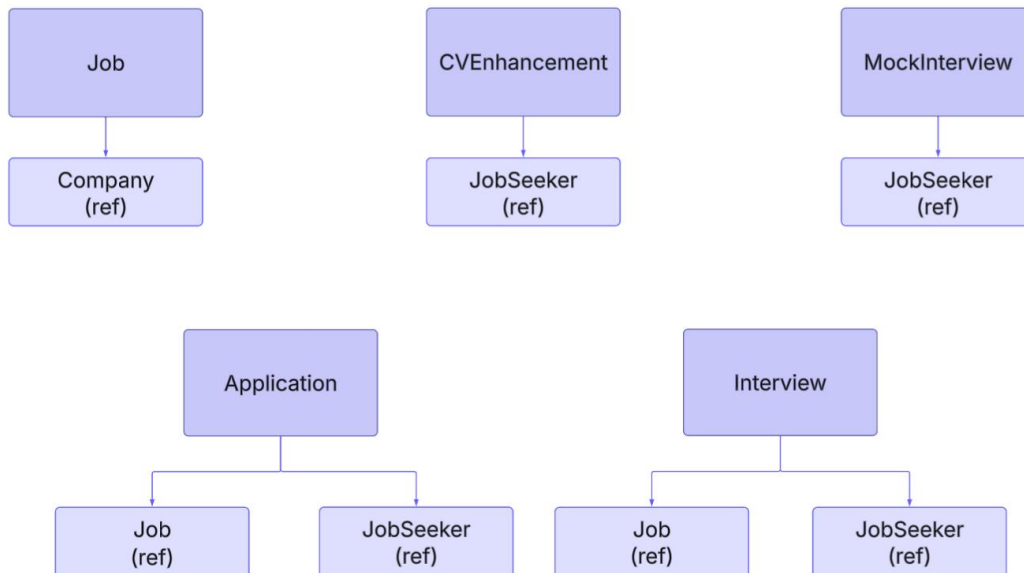 Job
CVEnhancement
MockInterview
Company
(ref)
JobSeeker
(ref)
JobSeeker
(ref)
Application
Interview
Job
(ref)
JobSeeker
(ref)
Job
(ref)
JobSeeker
(ref)